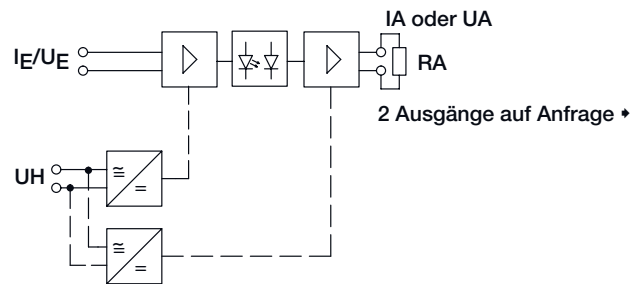 IE/UE
IA oder UA
RA
2 Ausgänge auf Anfrage ➧
UH
≅
=
≅
=